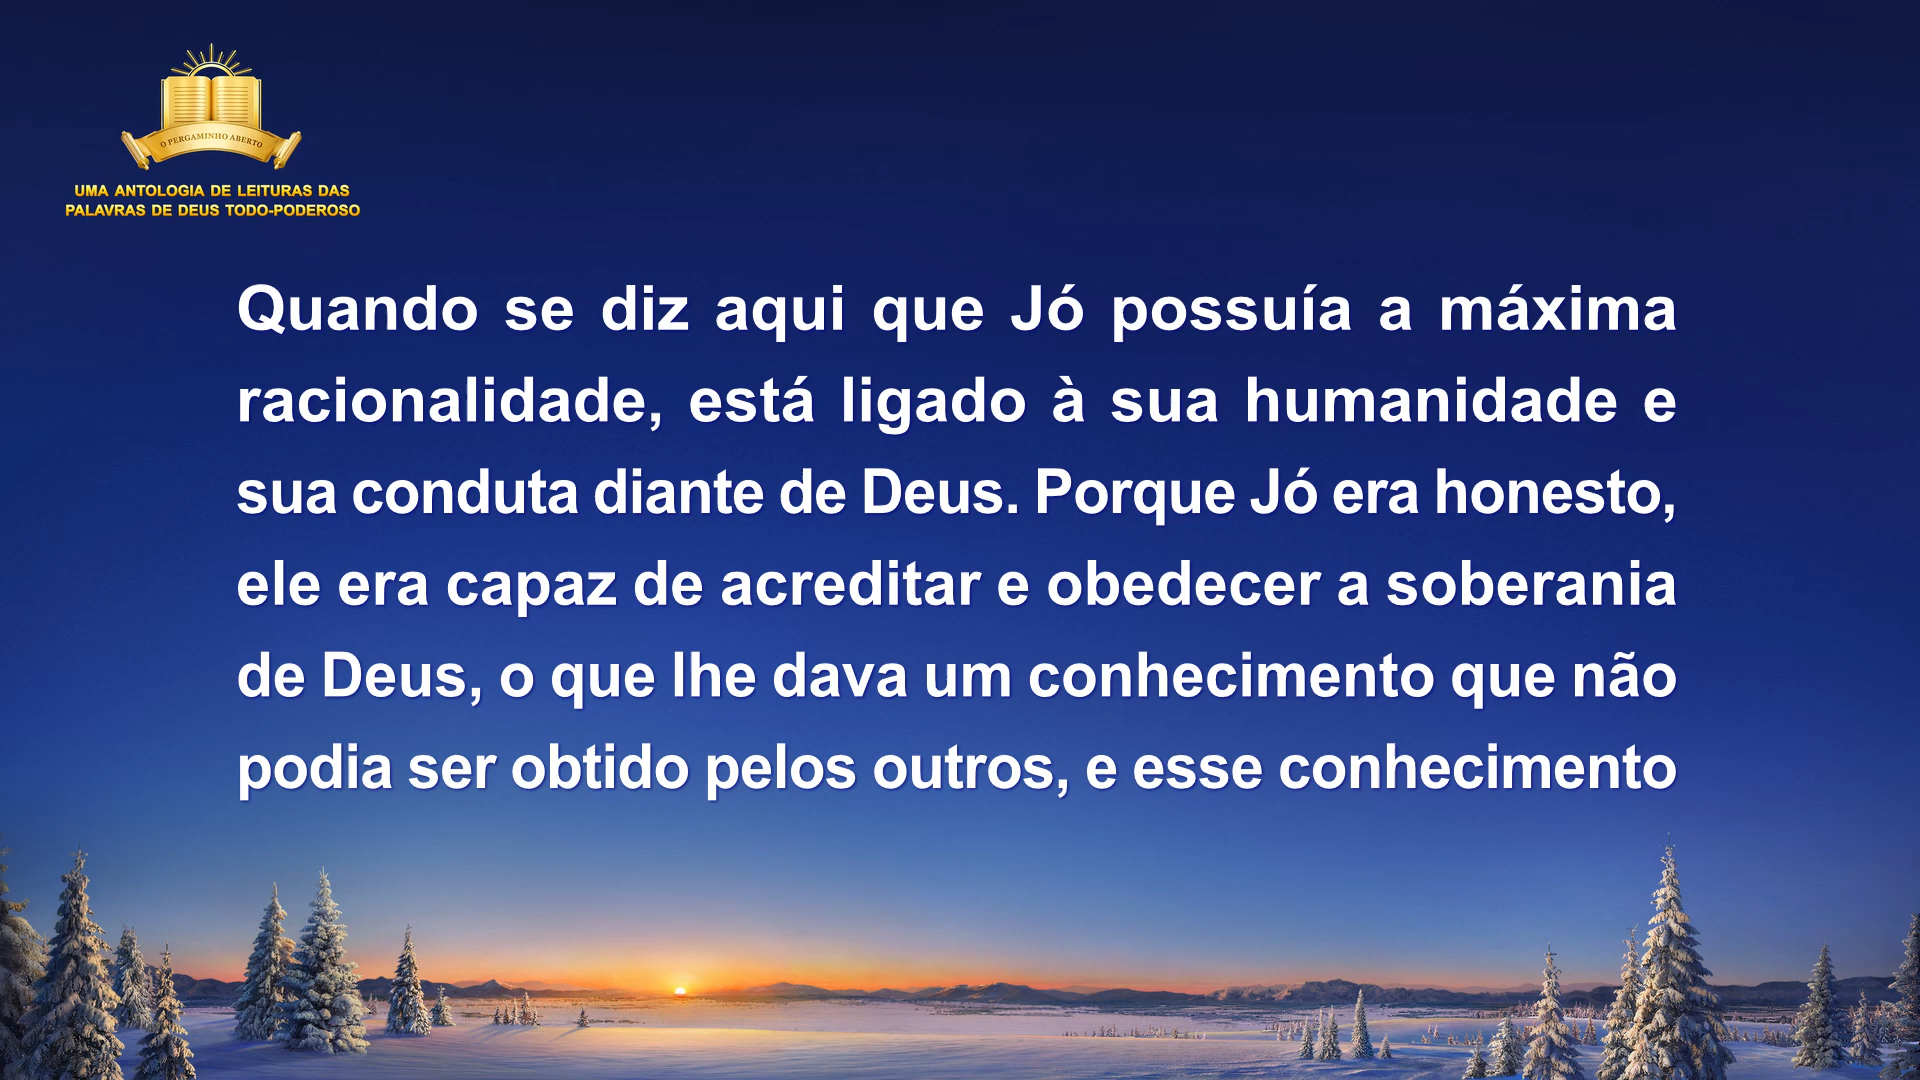 O PERGAMINHO ABERTO
UMA ANTOLOGIA DE LEITURAS DAS
PALAVRAS DE DEUS TODO-PODEROSO
Quando se diz aqui que Jó possuía a máxima
racionalidade, está ligado à sua humanidade e
sua conduta diante de Deus. Porque Jó era honesto,
ele era capaz de acreditar e obedecer a soberania
de Deus, o que lhe dava um conhecimento que não
podia ser obtido pelos outros, e esse conhecimento